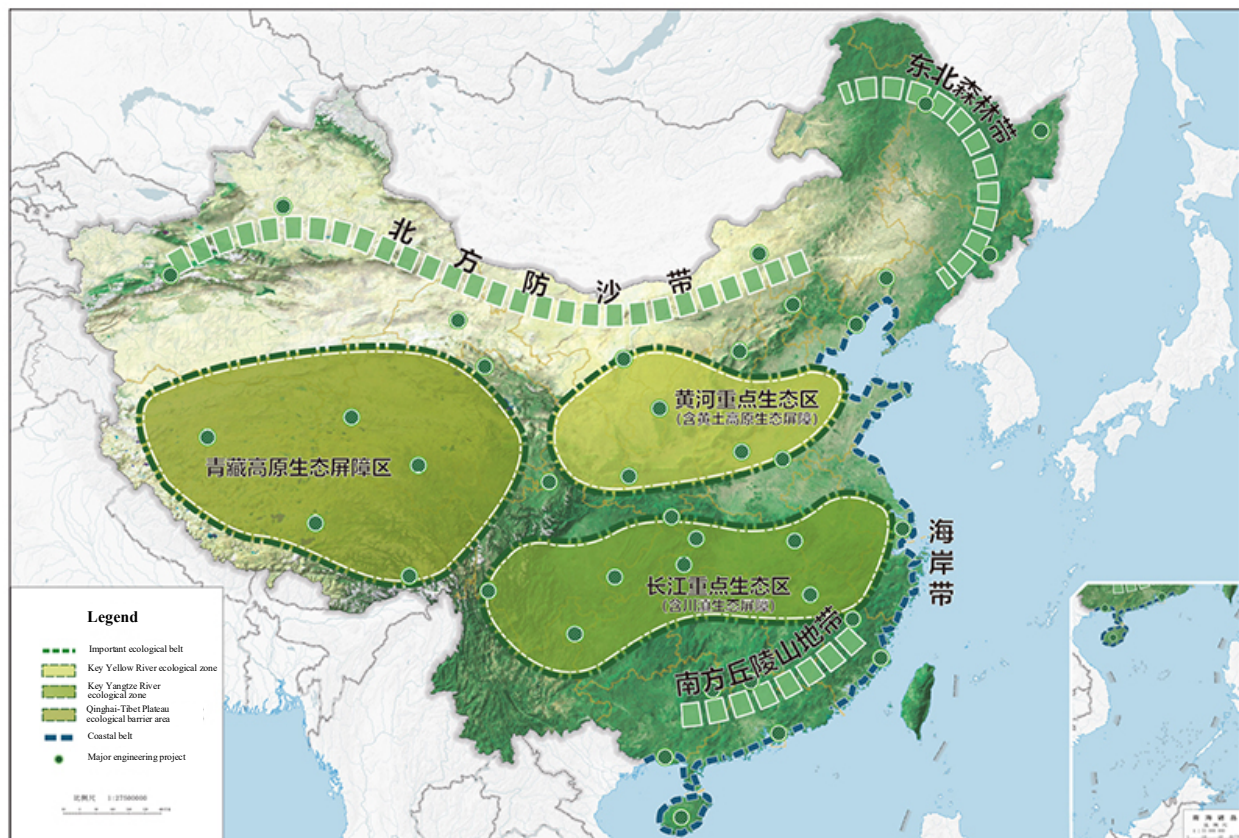 东北森林带
北方防沙带
黄河重点生态区
(含黄土高原生态屏障)
青藏高原生态屏障区
海岸带
长江重点生态区
(含川滇生态屏障)
南方丘陵山地带
Legend
Important ecological belt
Key Yellow River ecological zone
Key Yangtze River
ecological zone
Qinghai-Tibet Plateau
ecological barrier area
Coastal belt
Major engineering project
比例尺
南海诸岛